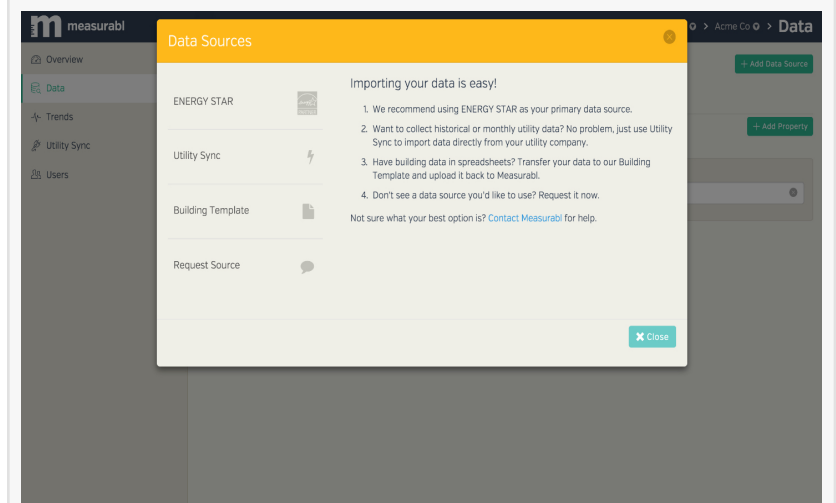 measurabl
Acme Co > Data
Overview
Data
Trends
Utility Sync
Users
+ Add Data Source
+ Add Property
Data Sources
ENERGY STAR
Utility Sync
Building Template
Request Source
Importing your data is easy!
1. We recommend using ENERGY STAR as your primary data source.
2. Want to collect historical or monthly utility data? No problem, just use Utility
Sync to import data directly from your utility company.
3. Have building data in spreadsheets? Transfer your data to our Building
Template and upload it back to Measurabl.
4. Don't see a data source you'd like to use? Request it now.
Not sure what your best option is? Contact Measurabl for help.
Close